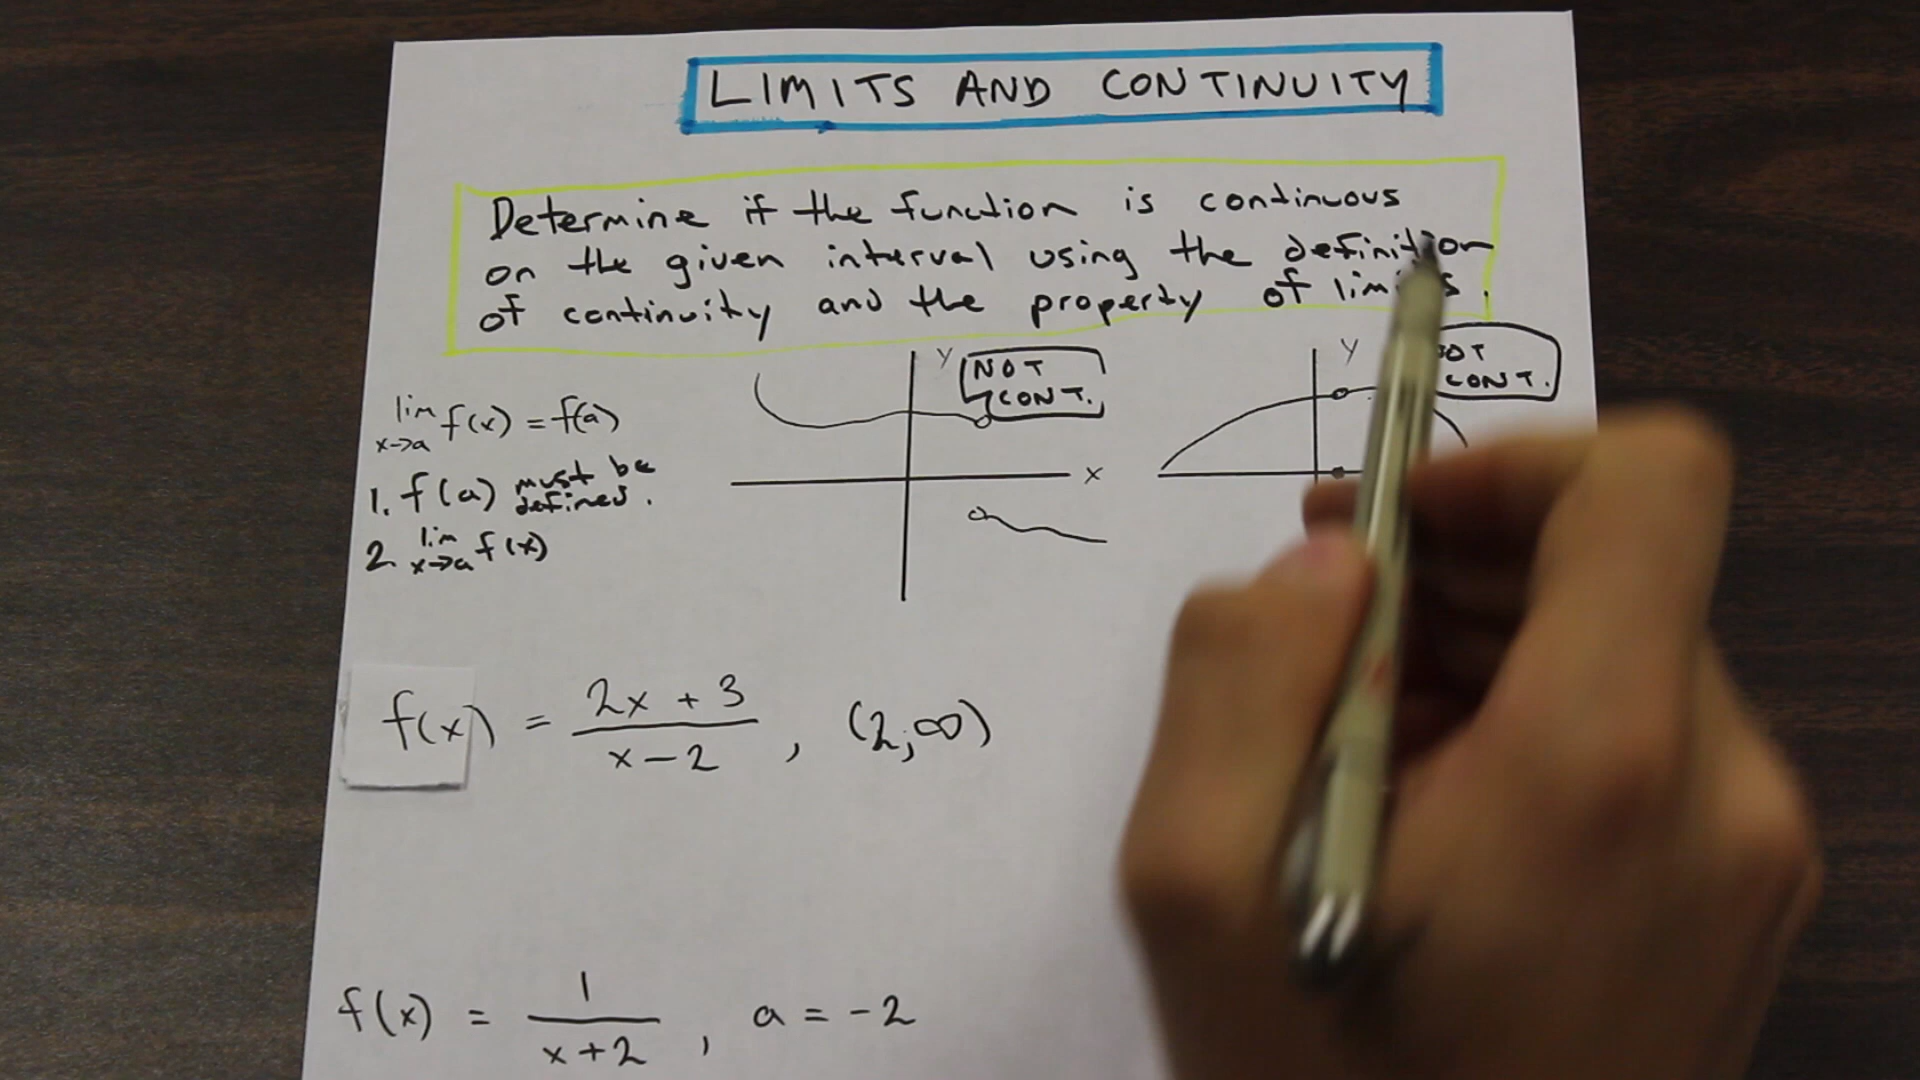 LIMITS AND CONTINUITY
Determine if the function is continuous
on the given interval using the definition
of continuity and the property of limits.
lim f(x) = f(a)
x→a
1. f(a) must be
defined.
2. lim f(x)
x→a
y
NOT
CONT.
x
y
NOT
CONT.
f(x) = 2x + 3
x - 2 , (2, ∞)
f(x) = 1
x + 2 , a = -2